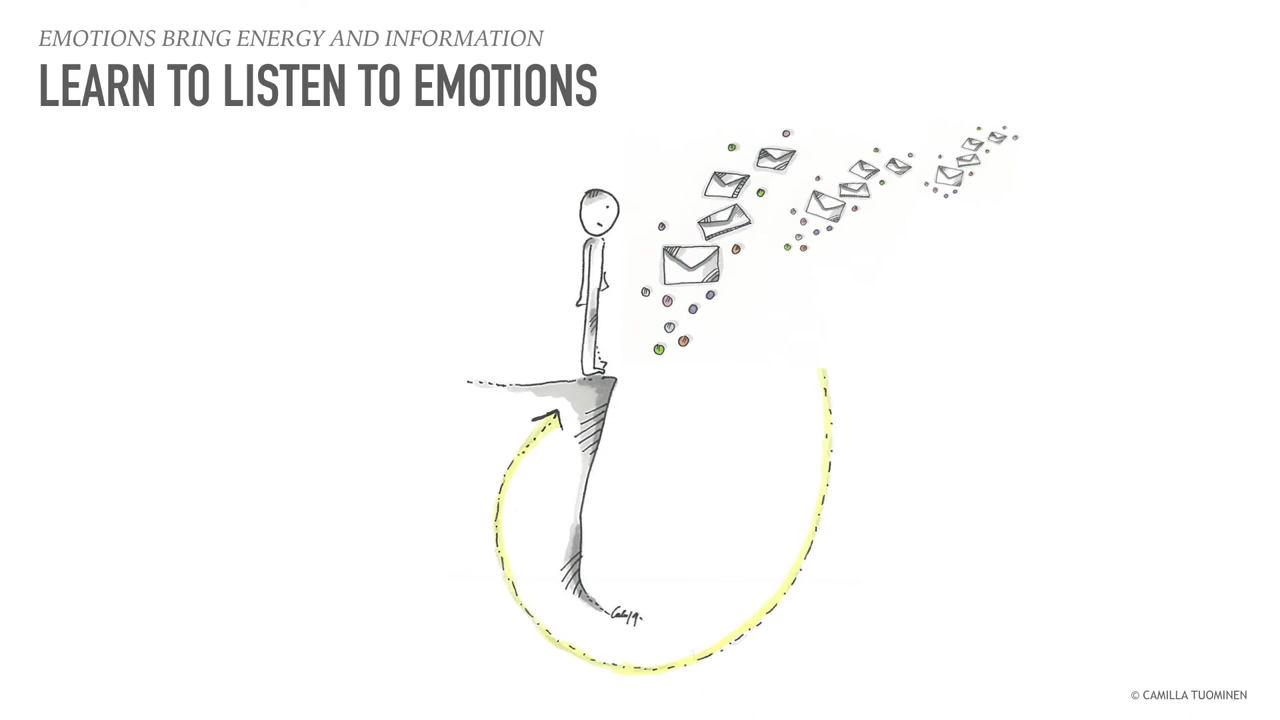 EMOTIONS BRING ENERGY AND INFORMATION
LEARN TO LISTEN TO EMOTIONS
© CAMILLA TUOMINEN